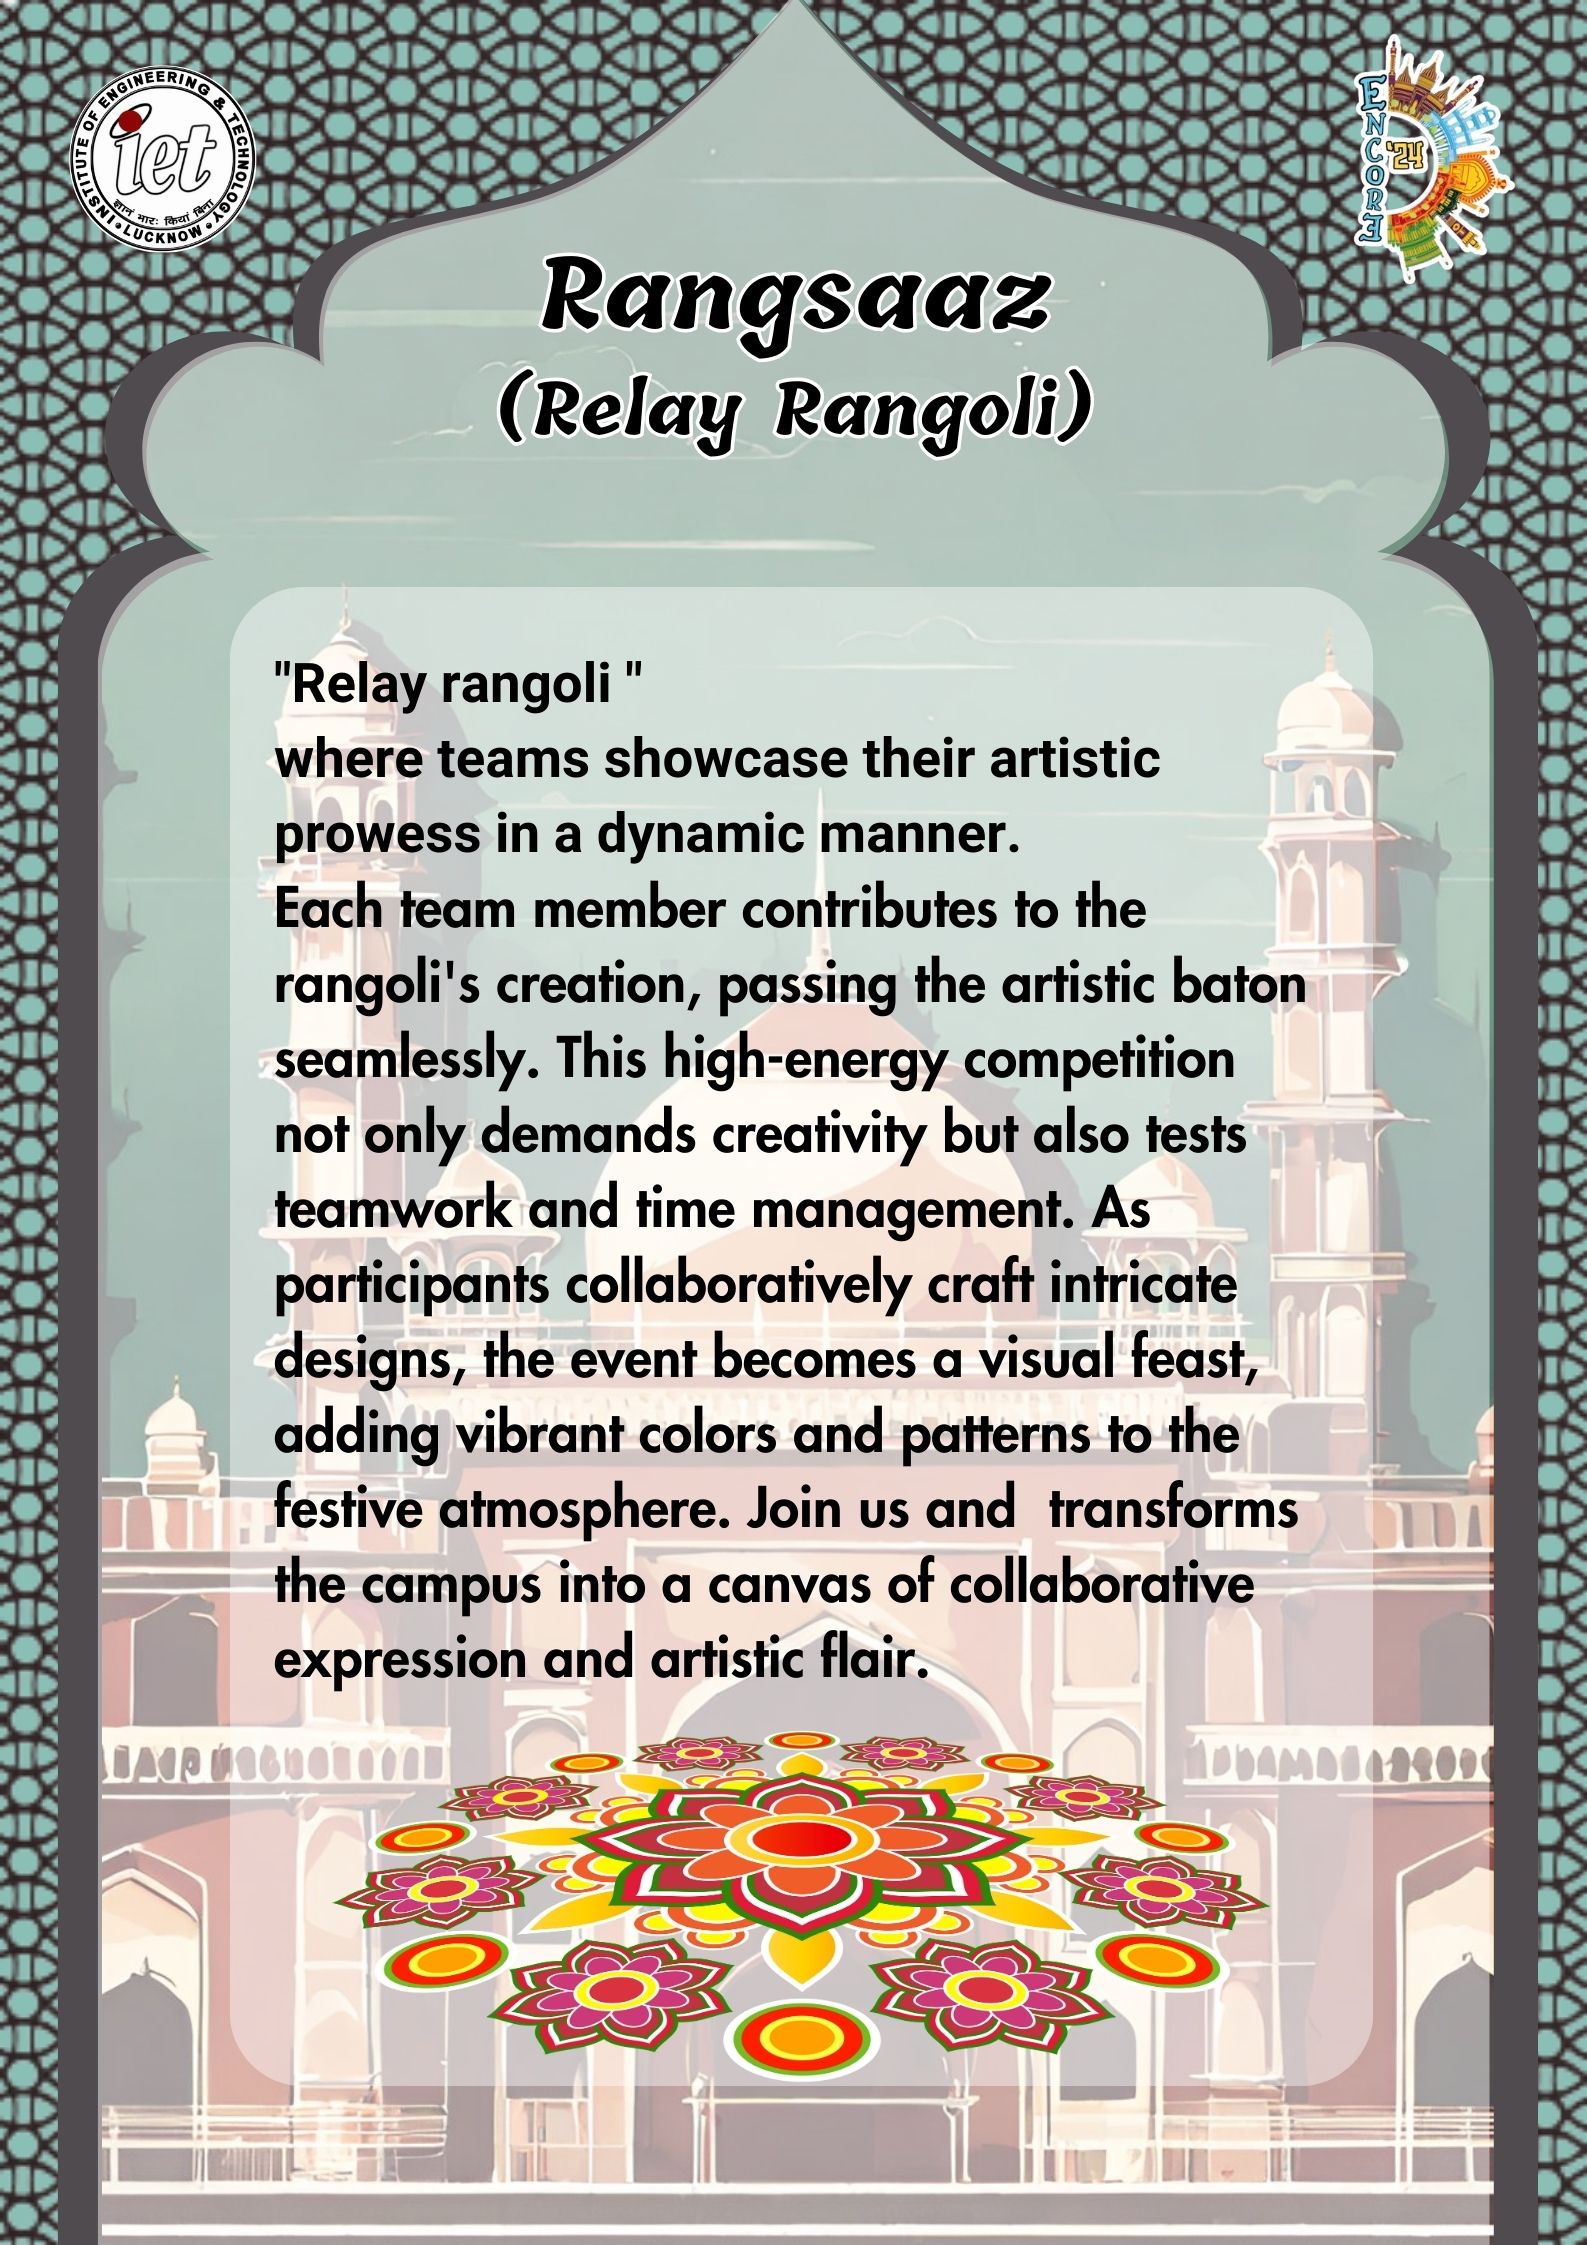 INSTITUTE OF ENGINEERING & TECHNOLOGY
iet
ज्ञानं भारः क्रियां बिना
• LUCKNOW •
ENCORE
'24
Rangsaaz
(Relay Rangoli)
"Relay rangoli "
where teams showcase their artistic
prowess in a dynamic manner.
Each team member contributes to the
rangoli's creation, passing the artistic baton
seamlessly. This high-energy competition
not only demands creativity but also tests
teamwork and time management. As
participants collaboratively craft intricate
designs, the event becomes a visual feast,
adding vibrant colors and patterns to the
festive atmosphere. Join us and  transforms
the campus into a canvas of collaborative
expression and artistic flair.